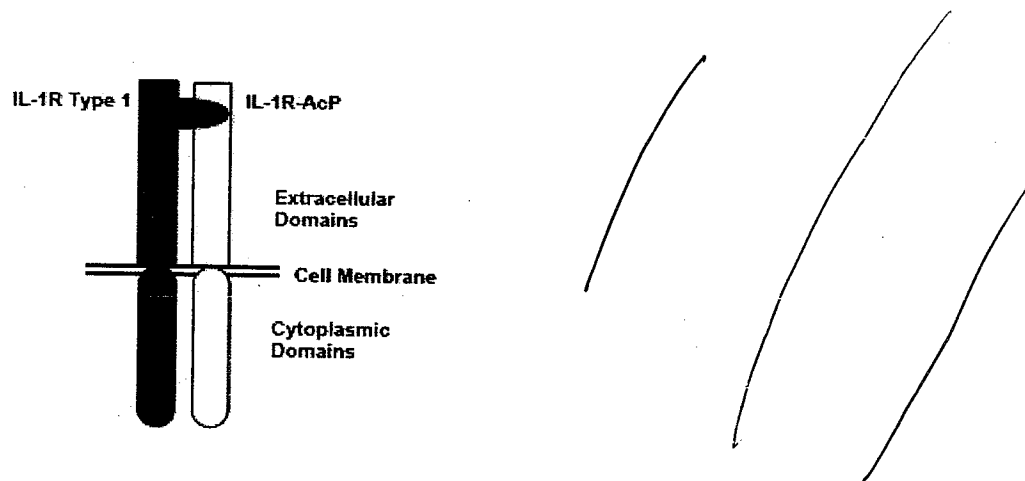 IL-1R Type 1
IL-1R-AcP
Extracellular
Domains
Cell Membrane
Cytoplasmic
Domains